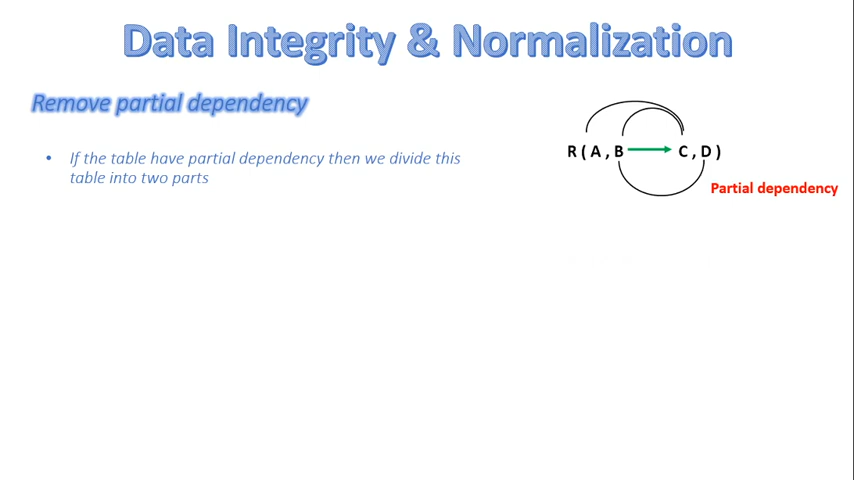 Data Integrity & Normalization
Remove partial dependency
• If the table have partial dependency then we divide this
table into two parts
R ( A , B C , D )
Partial dependency